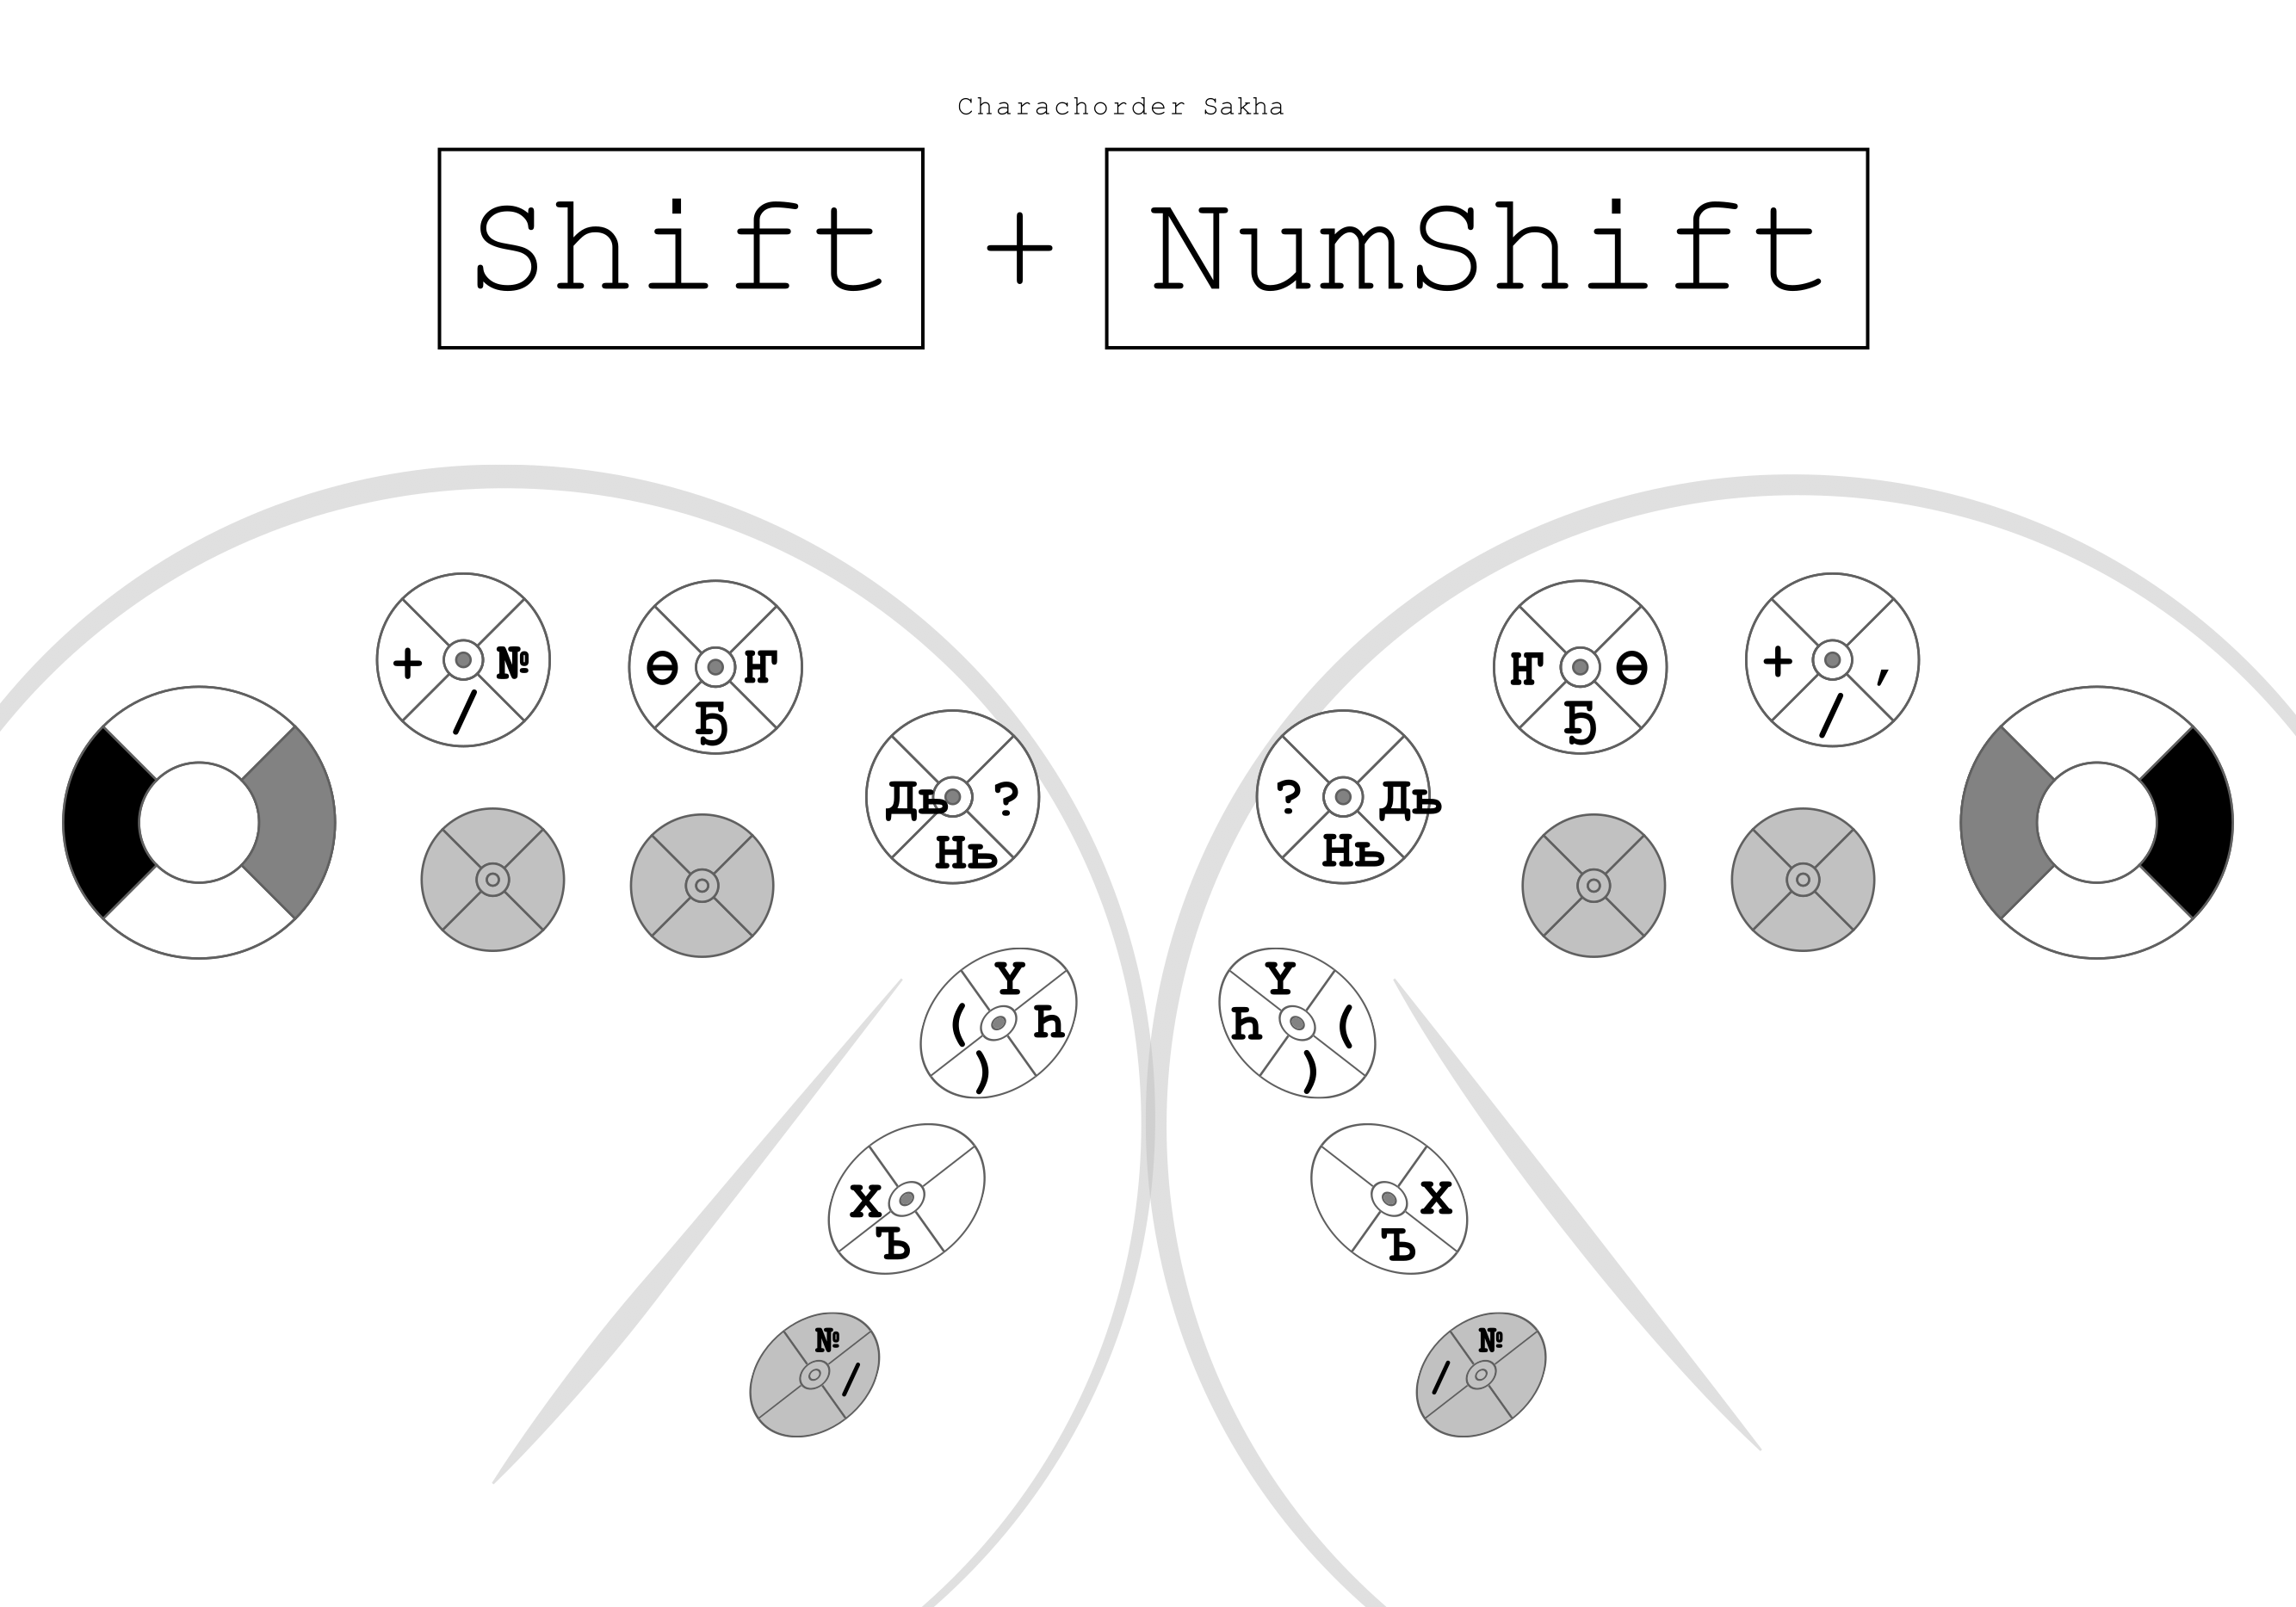 Charachorder Sakha
Shift + NumShift
+ № Ө Ҥ Ҥ Ө + ,
/ Ҕ Ҕ /
Дь ? ? Дь
Нь Нь
Ү Ү
( һ һ (
) )
Х Х
Ъ Ъ
№ №
/ /